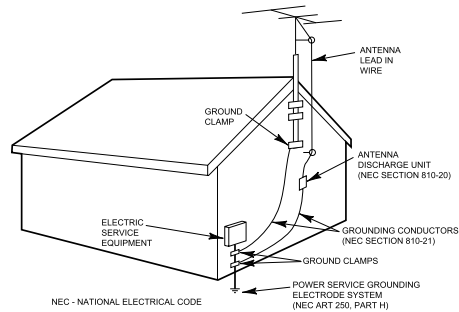 ANTENNA
LEAD IN
WIRE
GROUND
CLAMP
ANTENNA
DISCHARGE UNIT
(NEC SECTION 810-20)
ELECTRIC
SERVICE
EQUIPMENT
GROUNDING CONDUCTORS
(NEC SECTION 810-21)
GROUND CLAMPS
POWER SERVICE GROUNDING
ELECTRODE SYSTEM
(NEC ART 250, PART H)
NEC - NATIONAL ELECTRICAL CODE